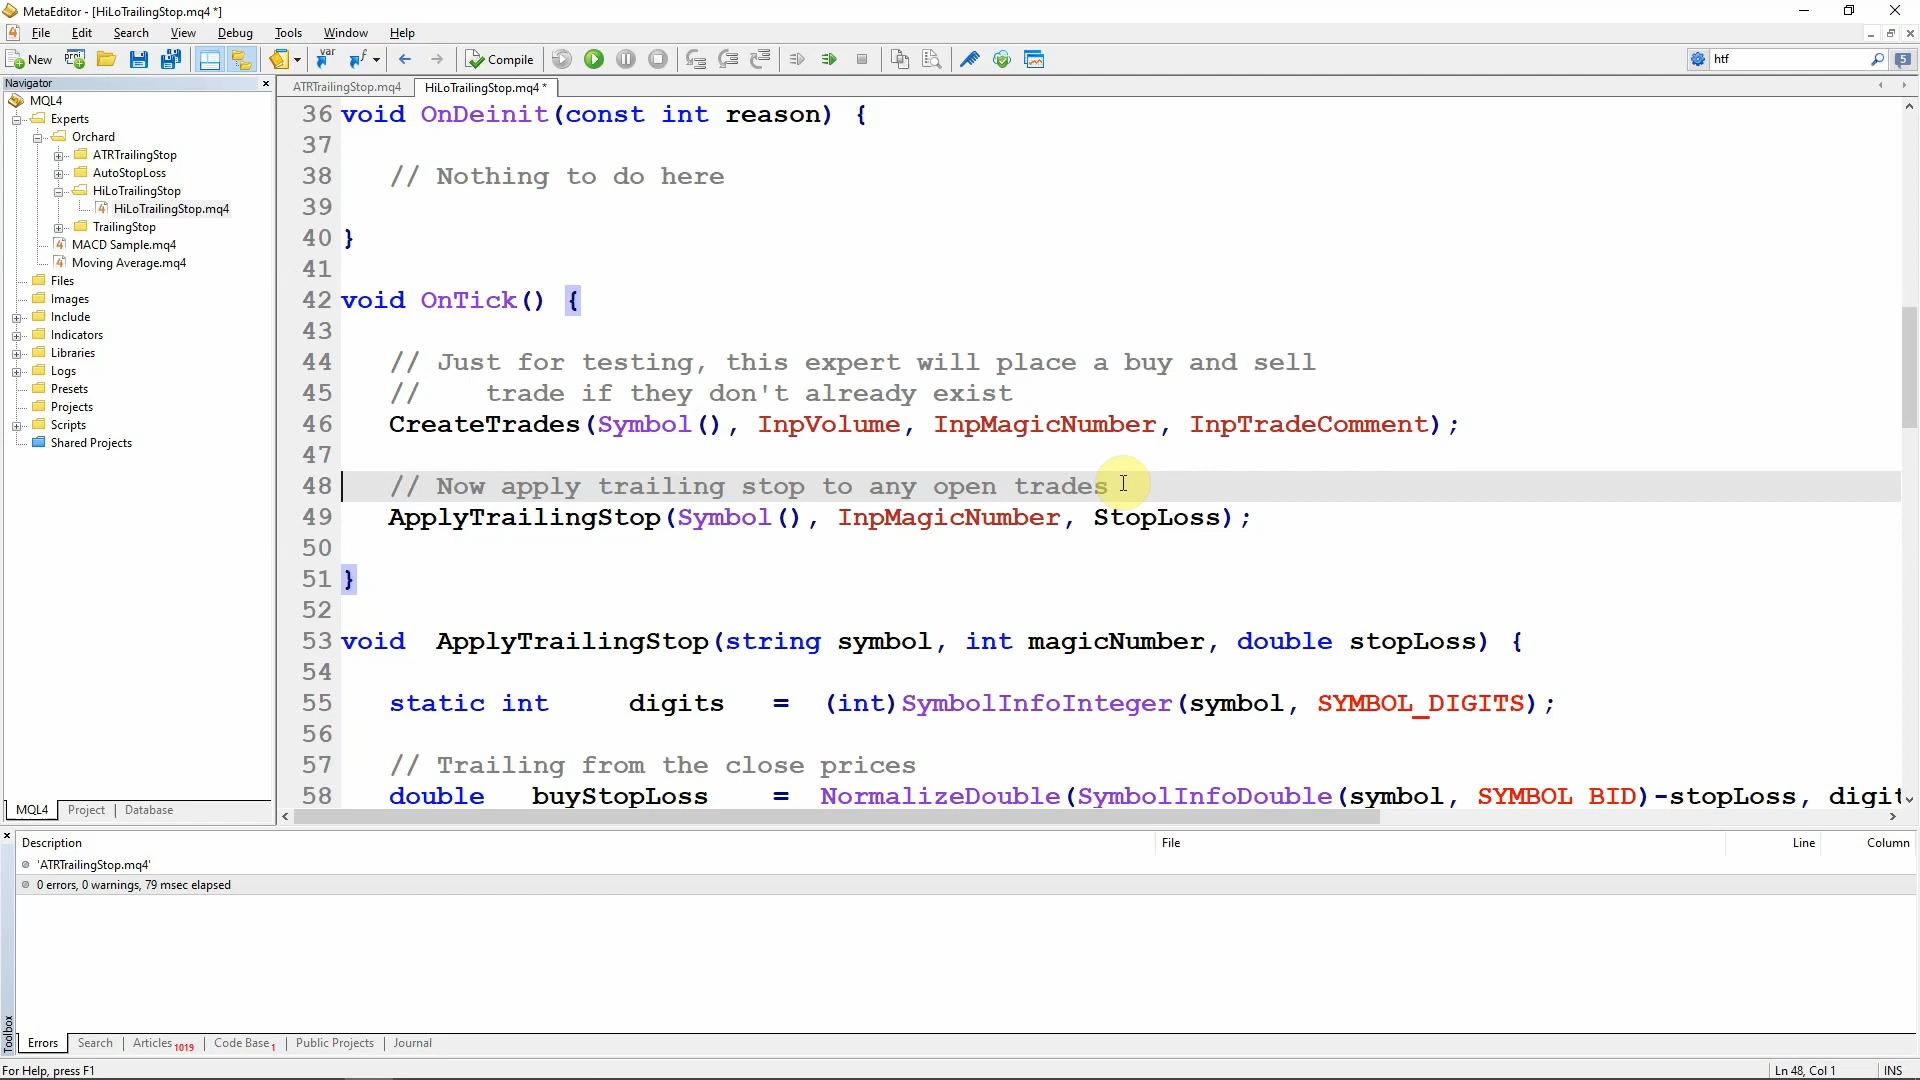 MetaEditor - [HiLoTrailingStop.mq4 *]
File Edit Search View Debug Tools Window Help
New Compile htf 5
Navigator
ATRTrailingStop.mq4 HiLoTrailingStop.mq4 *
MQL4
Experts
Orchard
ATRTrailingStop
AutoStopLoss
HiLoTrailingStop
HiLoTrailingStop.mq4
TrailingStop
MACD Sample.mq4
Moving Average.mq4
Files
Images
Include
Indicators
Libraries
Logs
Presets
Projects
Scripts
Shared Projects
MQL4 Project Database
36 void OnDeinit(const int reason) {
37
38 // Nothing to do here
39
40 }
41
42 void OnTick() {
43
44 // Just for testing, this expert will place a buy and sell
45 // trade if they don't already exist
46 CreateTrades(Symbol(), InpVolume, InpMagicNumber, InpTradeComment);
47
48 // Now apply trailing stop to any open trades
49 ApplyTrailingStop(Symbol(), InpMagicNumber, StopLoss);
50
51 }
52
53 void ApplyTrailingStop(string symbol, int magicNumber, double stopLoss) {
54
55 static int digits = (int)SymbolInfoInteger(symbol, SYMBOL_DIGITS);
56
57 // Trailing from the close prices
58 double buyStopLoss = NormalizeDouble(SymbolInfoDouble(symbol, SYMBOL_BID)-stopLoss, digit
Description File Line Column
'ATRTrailingStop.mq4'
0 errors, 0 warnings, 79 msec elapsed
Toolbox
Errors Search Articles 1019 Code Base 1 Public Projects Journal
For Help, press F1 Ln 48, Col 1 INS